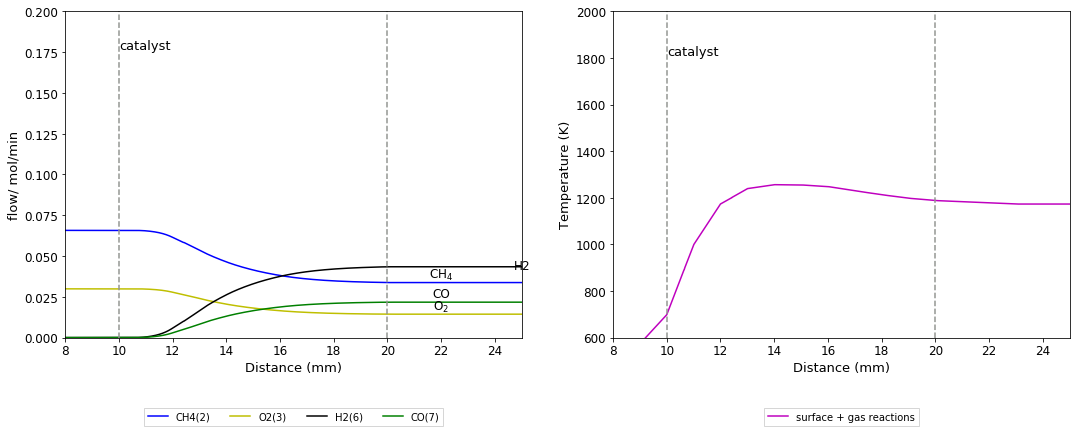 0.200
0.175
0.150
0.125
0.100
0.075
0.050
0.025
0.000
flow/ mol/min
catalyst
H2
CH₄
CO
O₂
8 10 12 14 16 18 20 22 24
Distance (mm)
CH4(2) O2(3) H2(6) CO(7)
2000
1800
1600
1400
1200
1000
800
600
Temperature (K)
catalyst
8 10 12 14 16 18 20 22 24
Distance (mm)
surface + gas reactions